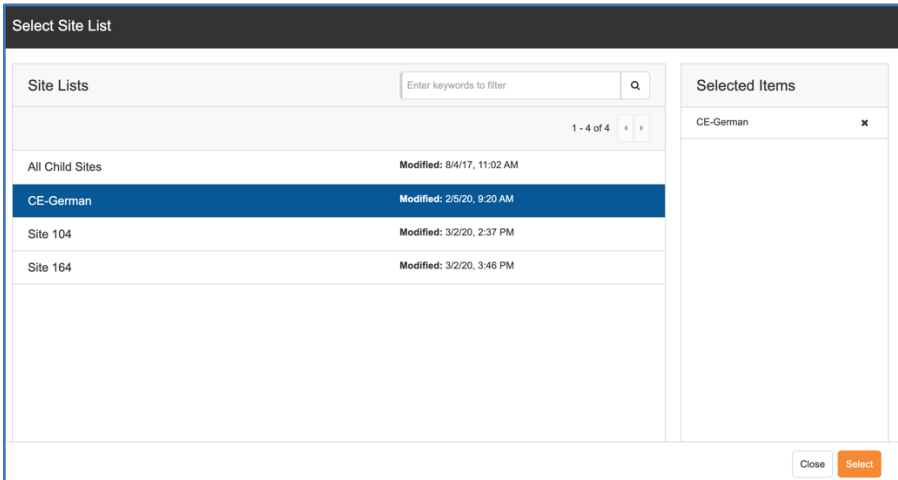 Select Site List
Site Lists
Enter keywords to filter
Selected Items
1 - 4 of 4
CE-German
All Child Sites Modified: 8/4/17, 11:02 AM
CE-German Modified: 2/5/20, 9:20 AM
Site 104 Modified: 3/2/20, 2:37 PM
Site 164 Modified: 3/2/20, 3:46 PM
Close Select